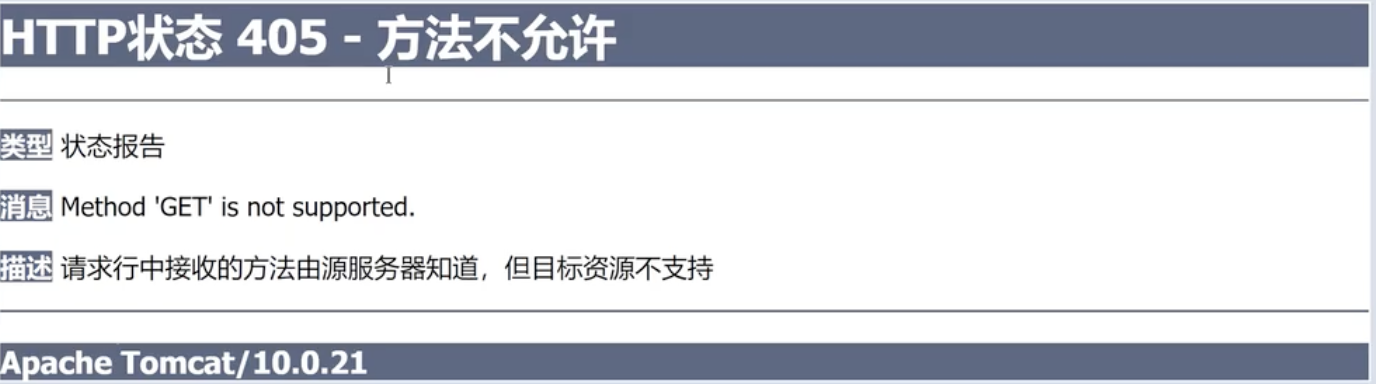 HTTP状态 405 - 方法不允许
类型 状态报告
消息 Method 'GET' is not supported.
描述 请求行中接收的方法由源服务器知道，但目标资源不支持
Apache Tomcat/10.0.21